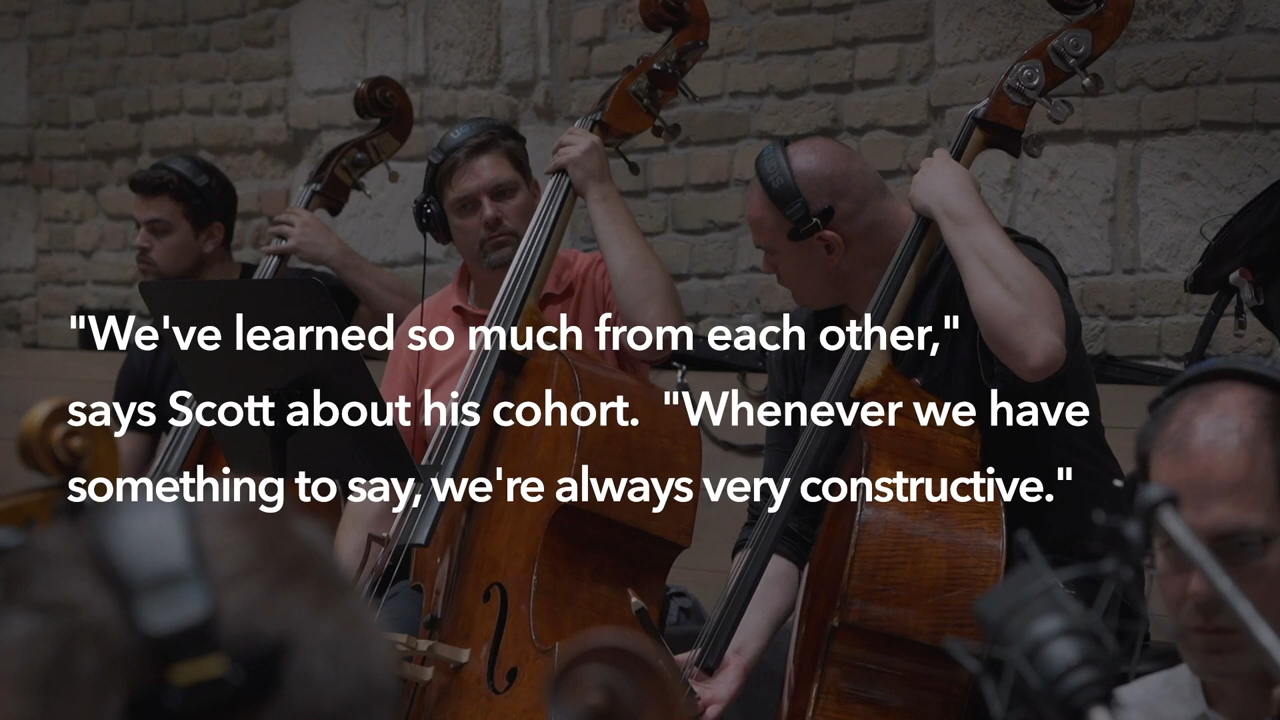 "We've learned so much from each other,"
says Scott about his cohort.  "Whenever we have
something to say, we're always very constructive."